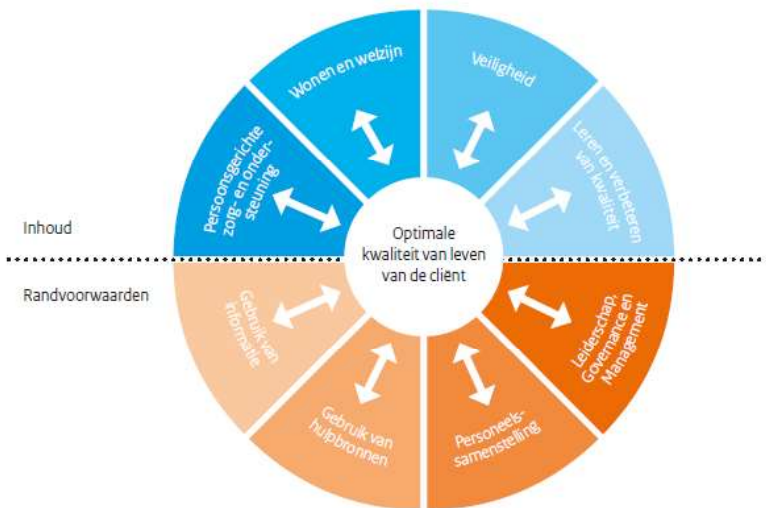 Wonen en welzijn
Veiligheid
Persoonsgerichte
zorg- en onder-
steuning
Leren en verbeteren
van kwaliteit
Inhoud
Optimale
kwaliteit van leven
van de cliënt
Randvoorwaarden
Gebruik van
informatie
Leiderschap,
Governance en
Management
Gebruik van
hulpbronnen
Personeels-
samenstelling